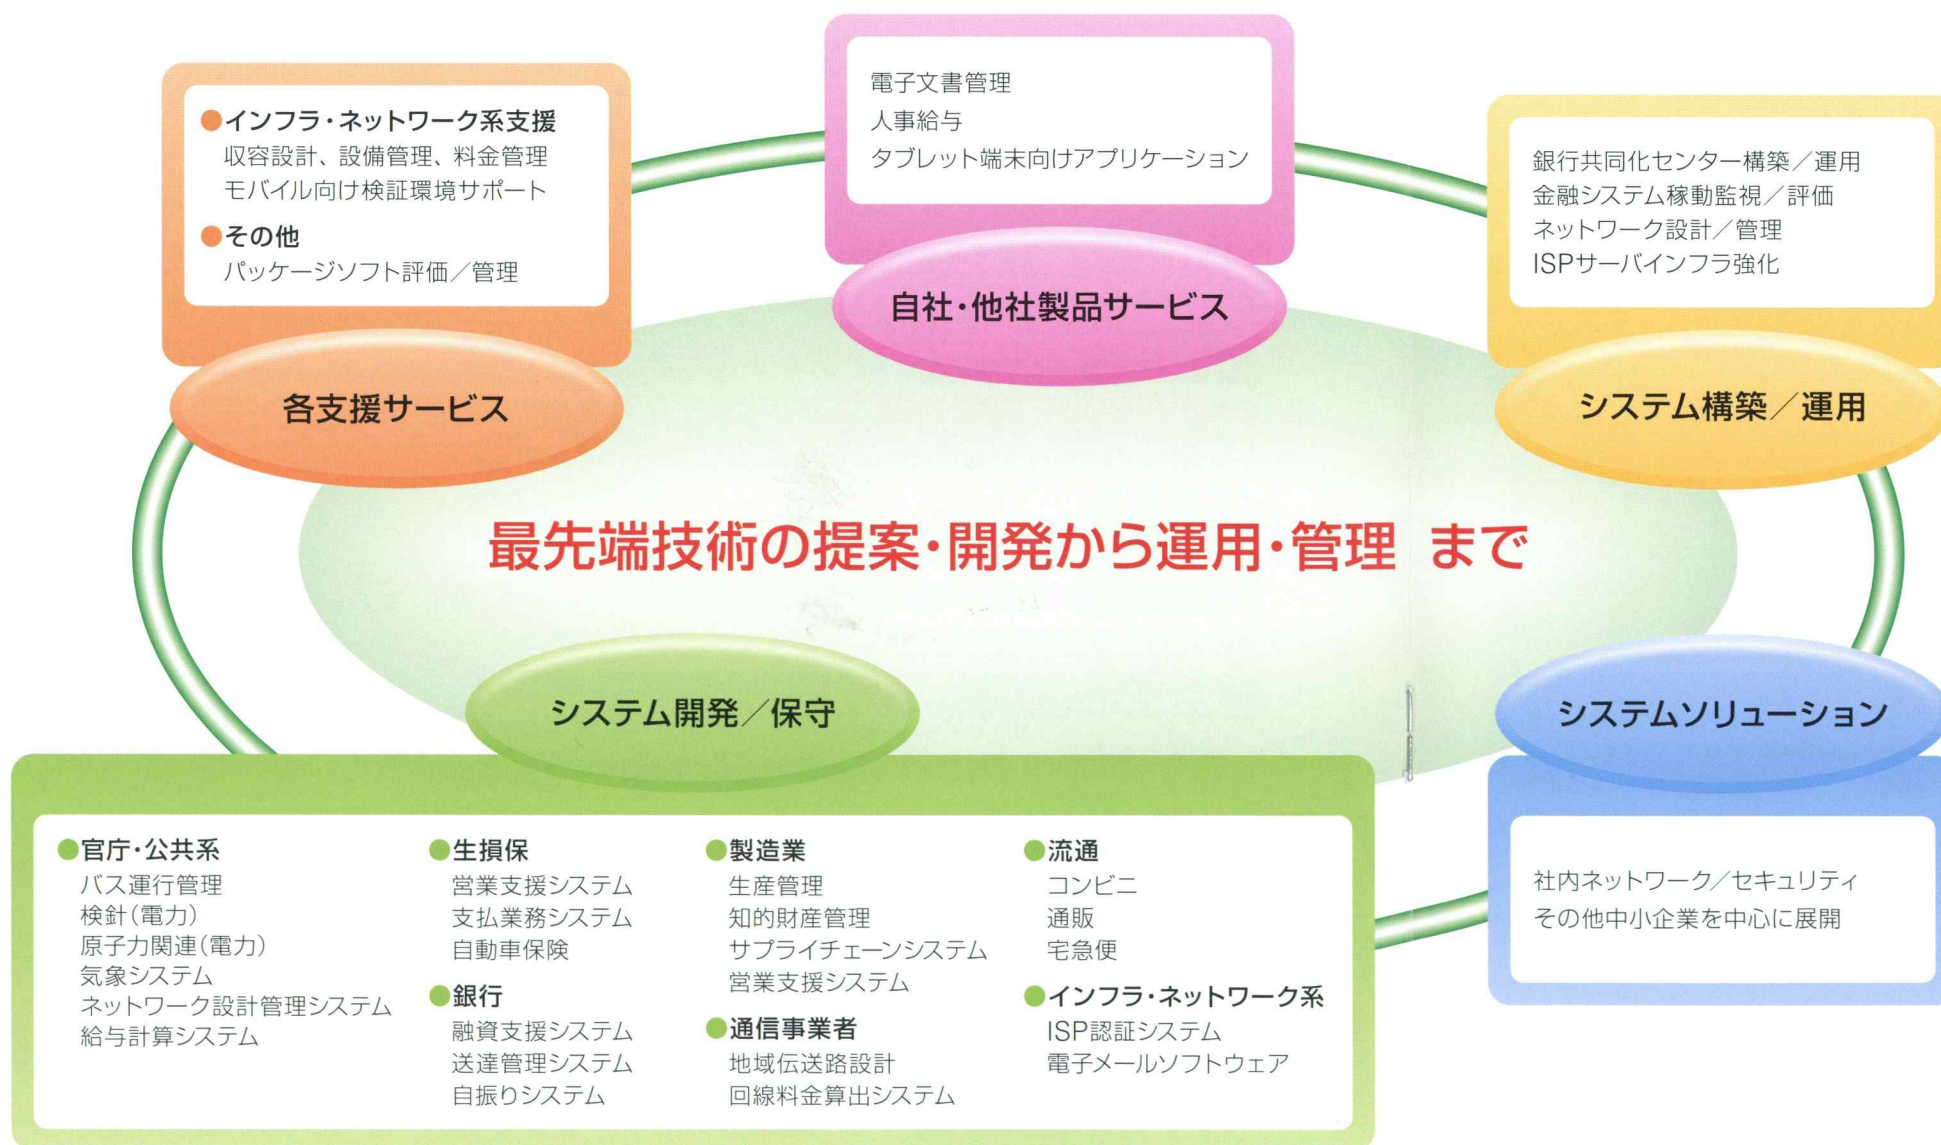 ●インフラ・ネットワーク系支援
収容設計、設備管理、料金管理
モバイル向け検証環境サポート
●その他
パッケージソフト評価／管理
各支援サービス
電子文書管理
人事給与
タブレット端末向けアプリケーション
自社・他社製品サービス
銀行共同化センター構築／運用
金融システム稼動監視／評価
ネットワーク設計／管理
ISPサーバインフラ強化
システム構築／運用
最先端技術の提案・開発から運用・管理 まで
システム開発／保守
●官庁・公共系
バス運行管理
検針（電力）
原子力関連（電力）
気象システム
ネットワーク設計管理システム
給与計算システム
●生損保
営業支援システム
支払業務システム
自動車保険
●銀行
融資支援システム
送達管理システム
自振りシステム
●製造業
生産管理
知的財産管理
サプライチェーンシステム
営業支援システム
●通信事業者
地域伝送路設計
回線料金算出システム
●流通
コンビニ
通販
宅急便
●インフラ・ネットワーク系
ISP認証システム
電子メールソフトウェア
システムソリューション
社内ネットワーク／セキュリティ
その他中小企業を中心に展開